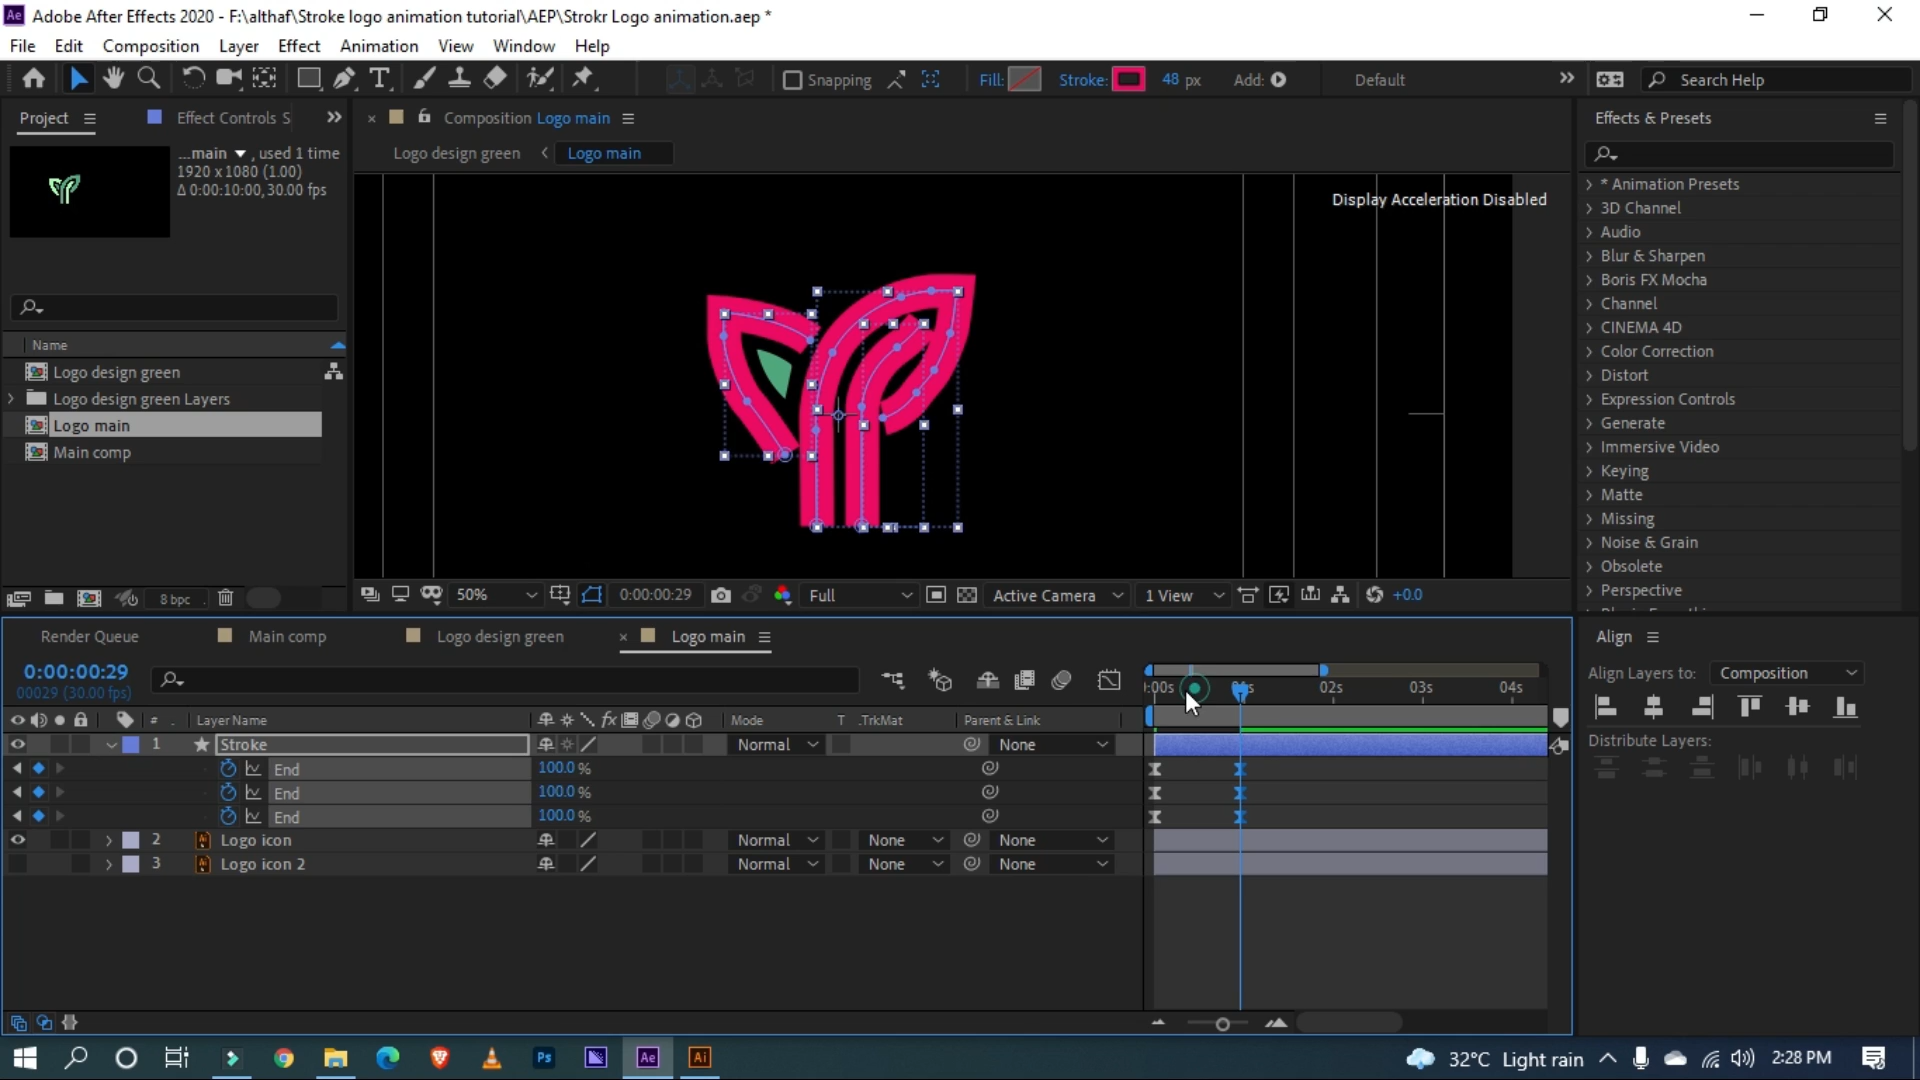 Adobe After Effects 2020 - F:\althaf\Stroke logo animation tutorial\AEP\Strokr Logo animation.aep *
File Edit Composition Layer Effect Animation View Window Help
Snapping Fill: Stroke: 48 px Add: Default Search Help
Project Effect Controls S
Composition Logo main
Effects & Presets
...main , used 1 time
1920 x 1080 (1.00)
Δ 0:00:10:00, 30.00 fps
Logo design green Logo main
Display Acceleration Disabled
* Animation Presets
3D Channel
Audio
Blur & Sharpen
Boris FX Mocha
Channel
CINEMA 4D
Color Correction
Distort
Expression Controls
Generate
Immersive Video
Keying
Matte
Missing
Noise & Grain
Obsolete
Perspective
Name
Logo design green
Logo design green Layers
Logo main
Main comp
8 bpc
50% 0:00:00:29 Full Active Camera 1 View +0.0
Render Queue Main comp Logo design green Logo main
0:00:00:29
00029 (30.00 fps)
:00s 02s 03s 04s
# Layer Name Mode T .TrkMat Parent & Link
1 Stroke Normal None
End 100.0 %
End 100.0 %
End 100.0 %
2 Logo icon Normal None None
3 Logo icon 2 Normal None None
Align
Align Layers to: Composition
Distribute Layers:
Ps Ae Ai
32°C Light rain 2:28 PM